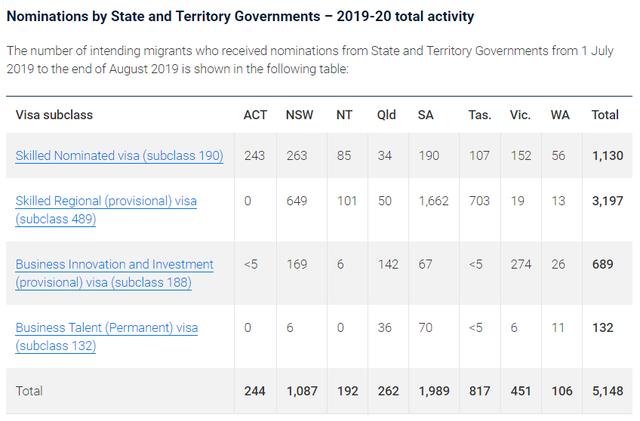 Nominations by State and Territory Governments – 2019-20 total activity
The number of intending migrants who received nominations from State and Territory Governments from 1 July
2019 to the end of August 2019 is shown in the following table:
Visa subclass ACT NSW NT Qld SA Tas. Vic. WA Total
Skilled Nominated visa (subclass 190) 243 263 85 34 190 107 152 56 1,130
Skilled Regional (provisional) visa 0 649 101 50 1,662 703 19 13 3,197
(subclass 489)
Business Innovation and Investment <5 169 6 142 67 <5 274 26 689
(provisional) visa (subclass 188)
Business Talent (Permanent) visa 0 6 0 36 70 <5 6 11 132
(subclass 132)
Total 244 1,087 192 262 1,989 817 451 106 5,148